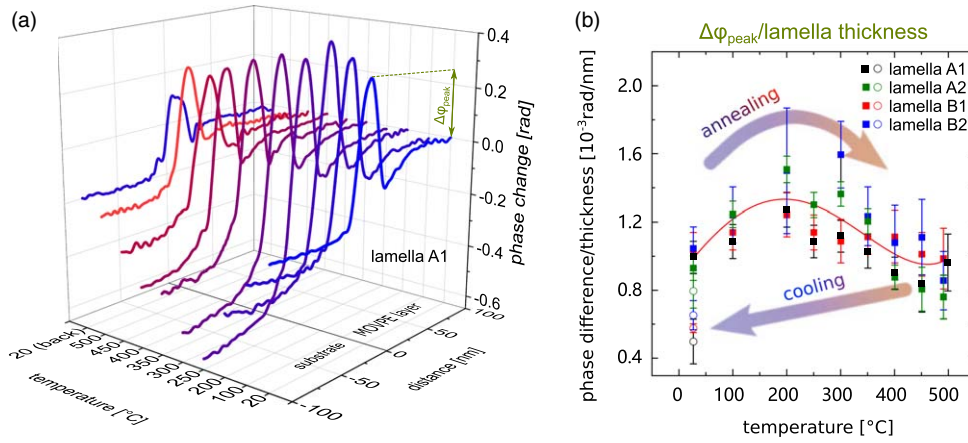 (a)
0.4
0.2
0.0
-0.2
-0.4
-0.6
phase change [rad]
Δφpeak
lamella A1
MOVPE layer
substrate
100
50
0
-50
-100
distance [nm]
20 (back)
500
450
400
350
300
250
200
100
20
temperature [°C]
(b)
Δφpeak/lamella thickness
2.0
1.6
1.2
0.8
0.4
phase difference/thickness [10⁻³rad/nm]
lamella A1
lamella A2
lamella B1
lamella B2
annealing
cooling
0 100 200 300 400 500
temperature [°C]